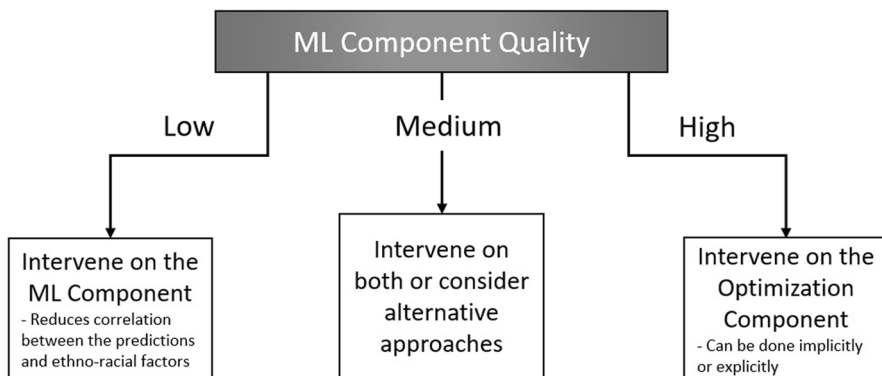 ML Component Quality
Low
Medium
High
Intervene on the
ML Component
- Reduces correlation
between the predictions
and ethno-racial factors
Intervene on
both or consider
alternative
approaches
Intervene on the
Optimization
Component
- Can be done implicitly
or explicitly